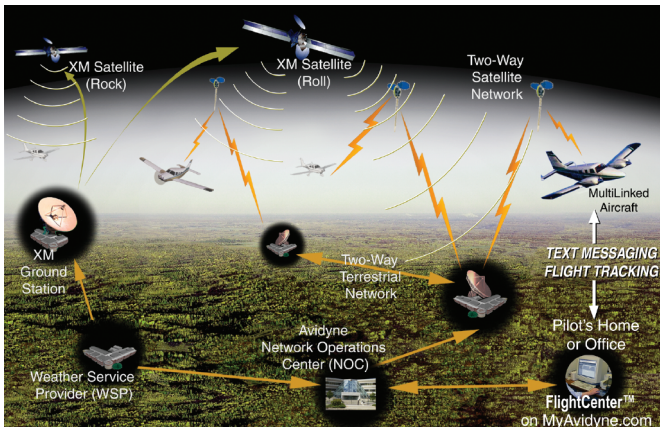 XM Satellite
(Rock)
XM Satellite
(Roll)
Two-Way
Satellite
Network
MultiLinked
Aircraft
XM
Ground
Station
Two-Way
Terrestrial
Network
TEXT MESSAGING
FLIGHT TRACKING
Pilot's Home
or Office
Avidyne
Network Operations
Center (NOC)
Weather Service
Provider (WSP)
FlightCenter™
on MyAvidyne.com